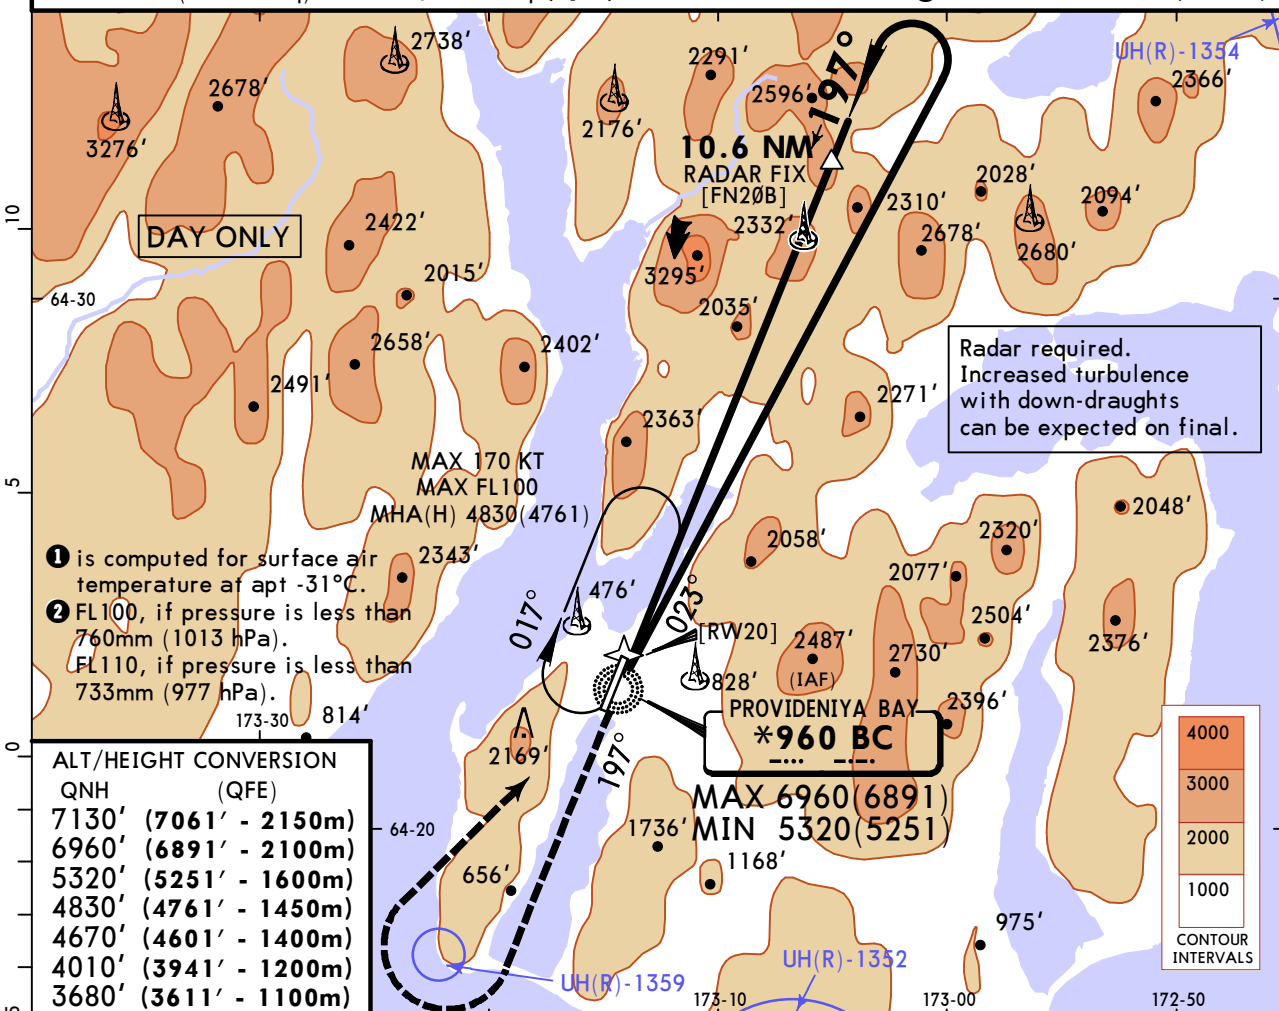 UH(R)-1354
2738'
2291'
2366'
2678'
2596'
197°
3276'
2176'
10.6 NM
RADAR FIX
[FN20B]
2028'
2094'
2310'
2332'
2422'
2678'
2680'
DAY ONLY
10
3295'
2015'
64-30
2035'
2658'
2402'
2491'
2271'
Radar required.
Increased turbulence
with down-draughts
can be expected on final.
2363'
MAX 170 KT
MAX FL100
MHA(H) 4830(4761)
5
2048'
2058'
2320'
1 is computed for surface air
temperature at apt -31°C.
2 FL100, if pressure is less than
760mm (1013 hPa).
FL110, if pressure is less than
733mm (977 hPa).
2343'
2077'
476'
023°
017°
2504'
[RW20]
2487'
2376'
2730'
828'
(IAF)
2396'
PROVIDENIYA BAY
*960 BC
173-30
814'
2169'
197°
0
MAX 6960(6891)
MIN 5320(5251)
64-20
1736'
1168'
656'
975'
ALT/HEIGHT CONVERSION
QNH (QFE)
7130' (7061' - 2150m)
6960' (6891' - 2100m)
5320' (5251' - 1600m)
4830' (4761' - 1450m)
4670' (4601' - 1400m)
4010' (3941' - 1200m)
3680' (3611' - 1100m)
4000
3000
2000
1000
CONTOUR
INTERVALS
UH(R)-1359
UH(R)-1352
173-10
173-00
172-50